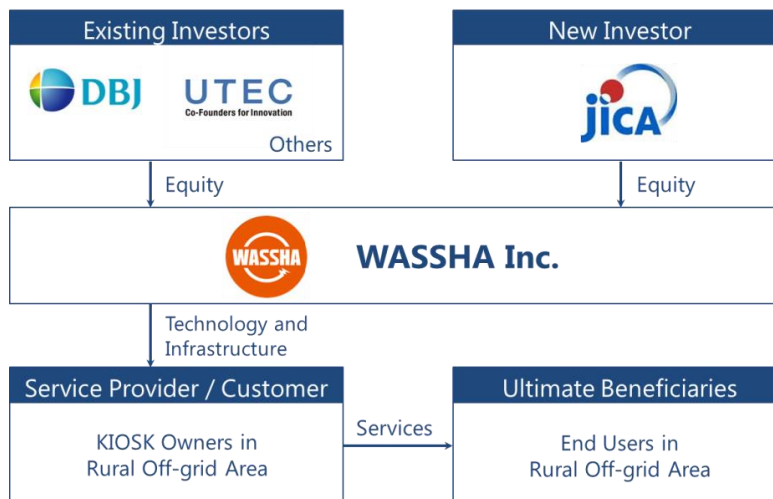 Existing Investors
New Investor
DBJ
UTEC
Co-Founders for Innovation
Others
jICA
Equity
Equity
WASSHA
WASSHA Inc.
Technology and
Infrastructure
Service Provider / Customer
Ultimate Beneficiaries
KIOSK Owners in
Rural Off-grid Area
Services
End Users in
Rural Off-grid Area